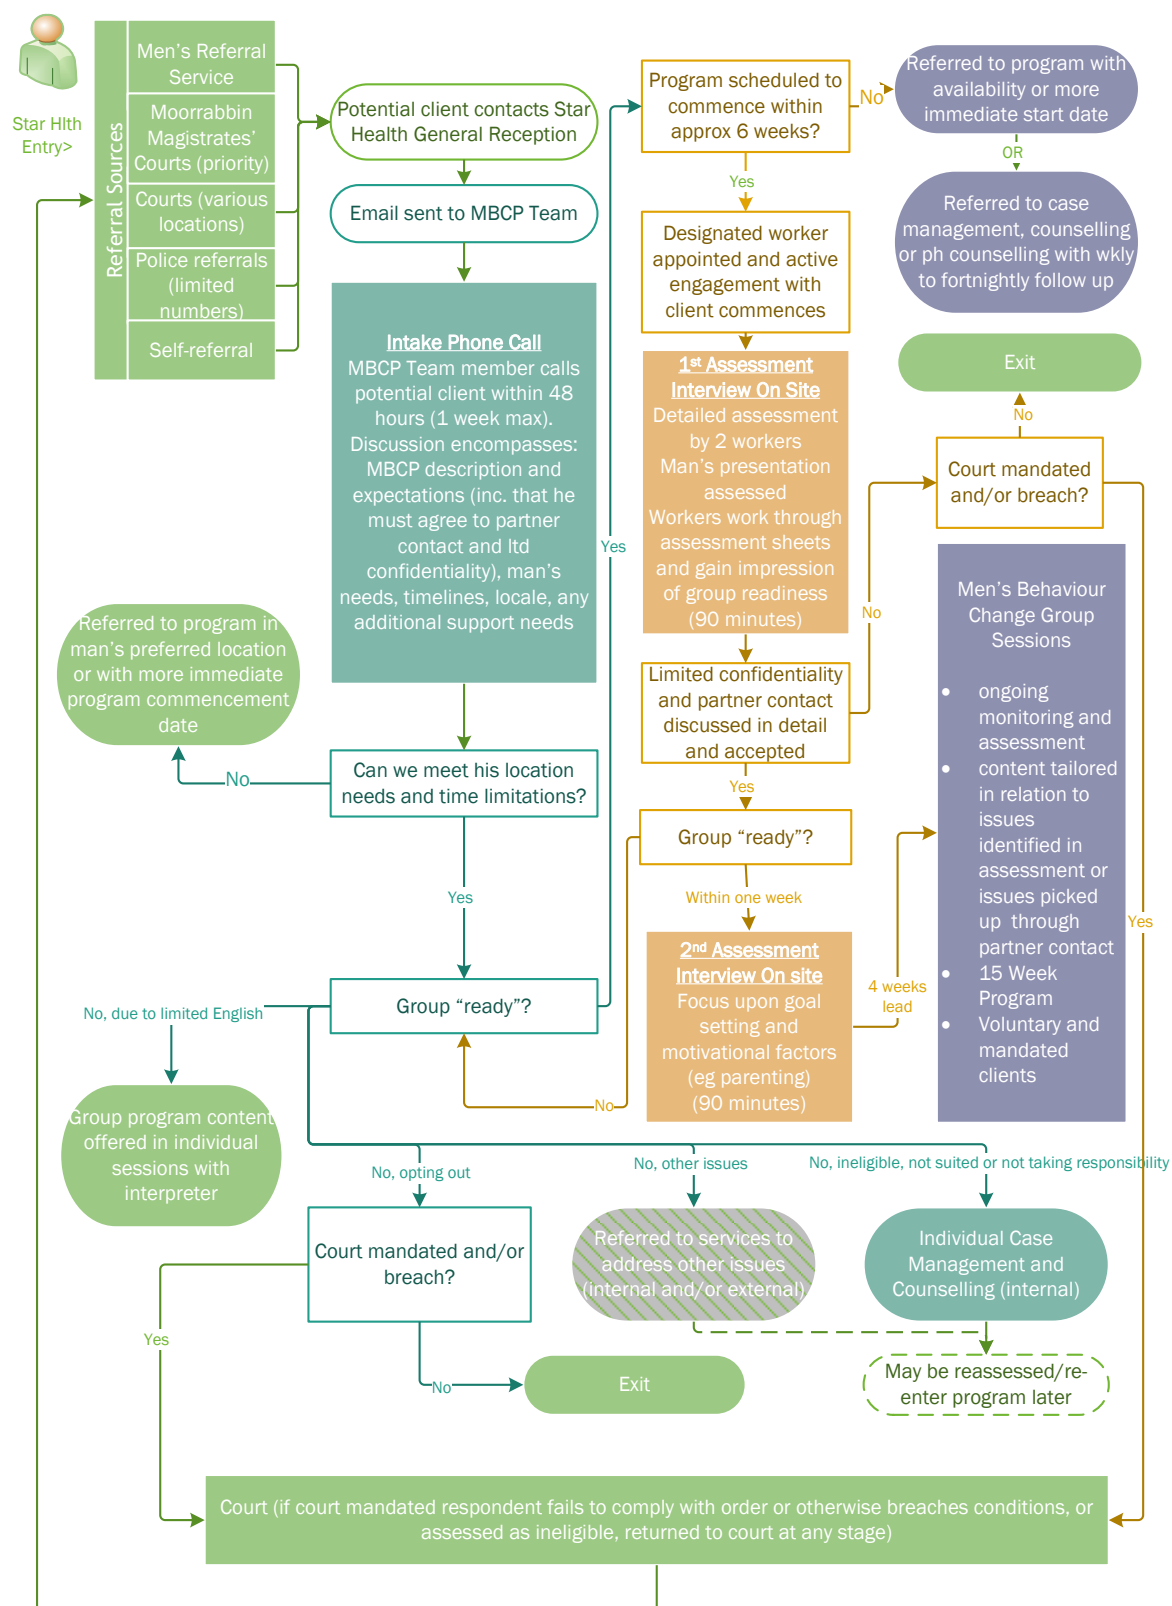 Star Hlth
Entry>
Referral Sources
Men's Referral
Service
Moorrabbin
Magistrates'
Courts (priority)
Courts (various
locations)
Police referrals
(limited
numbers)
Self-referral
Potential client contacts Star
Health General Reception
Email sent to MBCP Team
Intake Phone Call
MBCP Team member calls
potential client within 48
hours (1 week max).
Discussion encompasses:
MBCP description and
expectations (inc. that he
must agree to partner
contact and ltd
confidentiality), man's
needs, timelines, locale, any
additional support needs
Referred to program in
man's preferred location
or with more immediate
program commencement
date
No
Can we meet his location
needs and time limitations?
Yes
Group "ready"?
No, due to limited English
Group program content
offered in individual
sessions with
interpreter
Yes
Program scheduled to
commence within
approx 6 weeks?
No
Referred to program with
availability or more
immediate start date
OR
Referred to case
management, counselling
or ph counselling with wkly
to fortnightly follow up
Yes
Designated worker
appointed and active
engagement with
client commences
1st Assessment
Interview On Site
Detailed assessment
by 2 workers
Man's presentation
assessed
Workers work through
assessment sheets
and gain impression
of group readiness
(90 minutes)
Limited confidentiality
and partner contact
discussed in detail
and accepted
No
Court mandated
and/or breach?
No
Exit
Yes
Yes
Group "ready"?
No
Within one week
2nd Assessment
Interview On site
Focus upon goal
setting and
motivational factors
(eg parenting)
(90 minutes)
4 weeks
lead
Men's Behaviour
Change Group
Sessions
• ongoing
monitoring and
assessment
• content tailored
in relation to
issues
identified in
assessment or
issues picked
up through
partner contact
• 15 Week
Program
• Voluntary and
mandated
clients
No, opting out
No, other issues
No, ineligible, not suited or not taking responsibility
Court mandated and/or
breach?
Yes
No
Exit
Referred to services to
address other issues
(internal and/or external)
Individual Case
Management and
Counselling (internal)
May be reassessed/re-
enter program later
Court (if court mandated respondent fails to comply with order or otherwise breaches conditions, or
assessed as ineligible, returned to court at any stage)